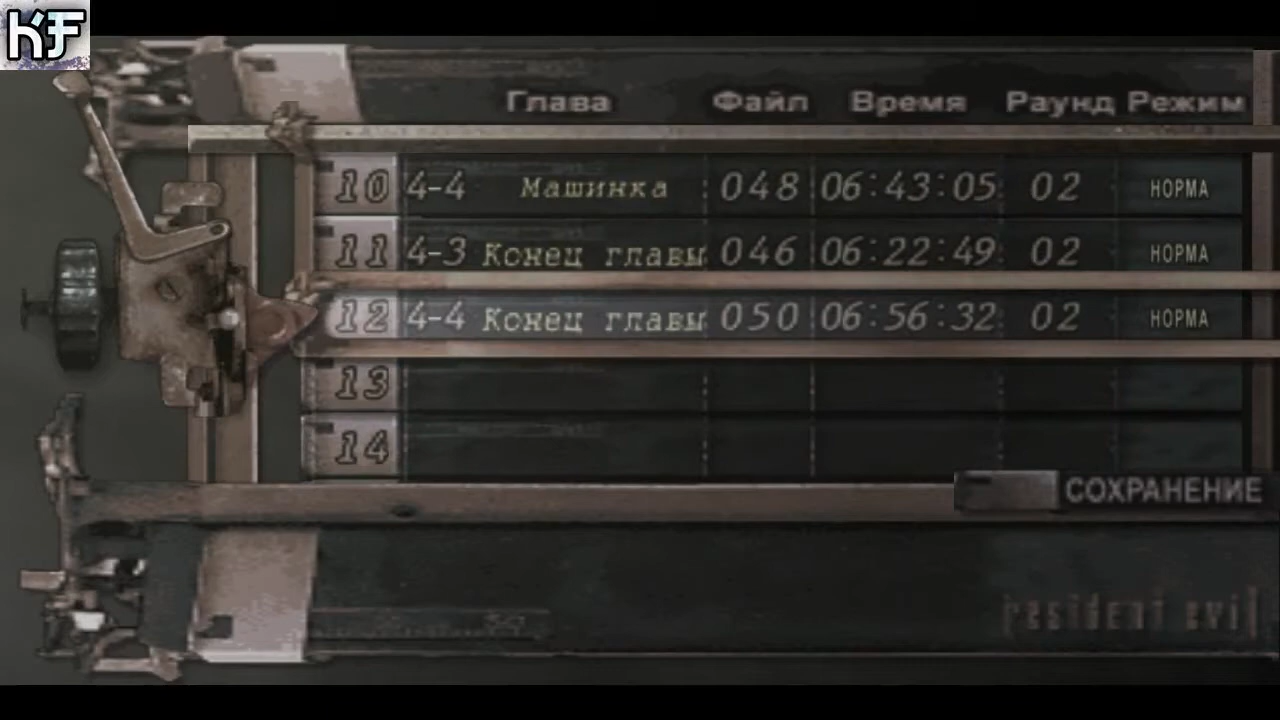 KF
Глава Файл Время Раунд Режим
10 4-4 Машинка 048 06:43:05 02 НОРМА
11 4-3 Конец главы 046 06:22:49 02 НОРМА
12 4-4 Конец главы 050 06:56:32 02 НОРМА
13
14
СОХРАНЕНИЕ
resident evil